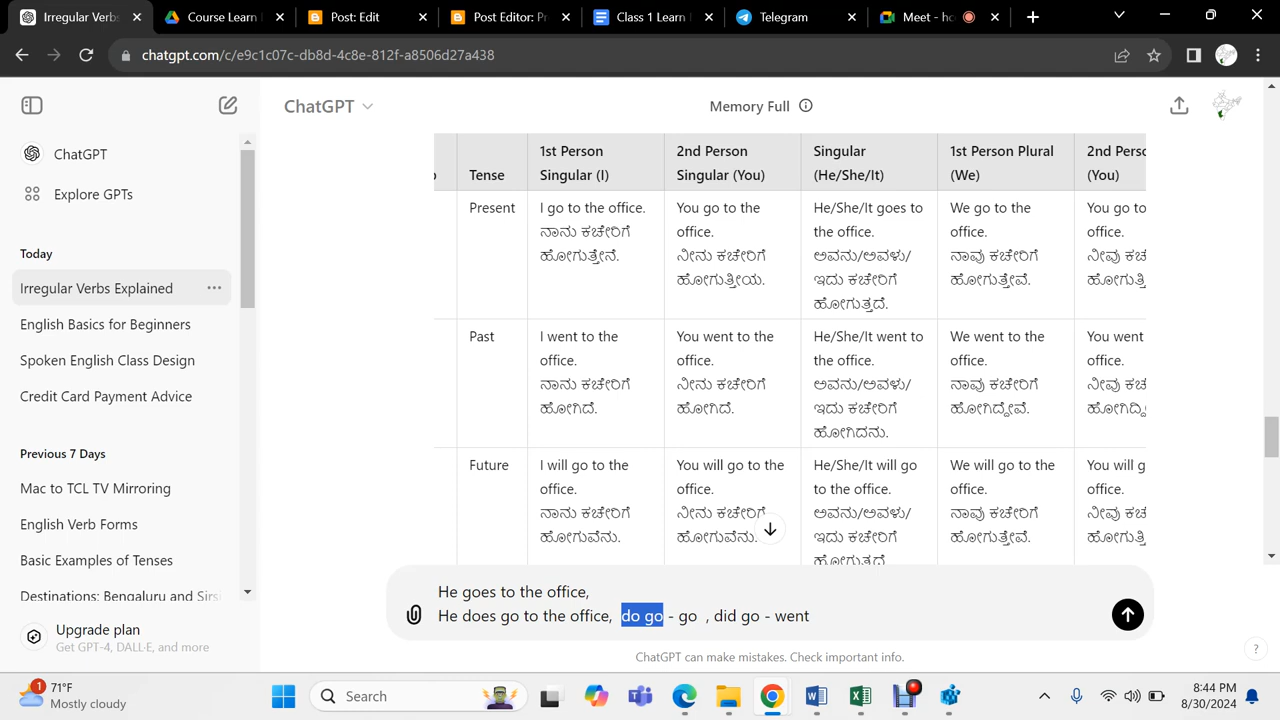 Irregular Verbs
Course Learn
Post: Edit
Post Editor: P
Class 1 Learn
Telegram
Meet - ho
chatgpt.com/c/e9c1c07c-db8d-4c8e-812f-a8506d27a438
ChatGPT
Explore GPTs
Today
Irregular Verbs Explained
English Basics for Beginners
Spoken English Class Design
Credit Card Payment Advice
Previous 7 Days
Mac to TCL TV Mirroring
English Verb Forms
Basic Examples of Tenses
Destinations: Bengaluru and Sirsi
Upgrade plan
Get GPT-4, DALL·E, and more
ChatGPT
Memory Full
Tense
1st Person
Singular (I)
2nd Person
Singular (You)
Singular
(He/She/It)
1st Person Plural
(We)
2nd Perso
(You)
Present
I go to the office.
ನಾನು ಕಚೇರಿಗೆ
ಹೋಗುತ್ತೇನೆ.
You go to the
office.
ನೀನು ಕಚೇರಿಗೆ
ಹೋಗುತ್ತೀಯ.
He/She/It goes to
the office.
ಅವನು/ಅವಳು/
ಇದು ಕಚೇರಿಗೆ
ಹೋಗುತ್ತದೆ.
We go to the
office.
ನಾವು ಕಚೇರಿಗೆ
ಹೋಗುತ್ತೇವೆ.
You go to
office.
ನೀವು ಕಚೇ
ಹೋಗುತ್ತಿ
Past
I went to the
office.
ನಾನು ಕಚೇರಿಗೆ
ಹೋಗಿದೆ.
You went to the
office.
ನೀನು ಕಚೇರಿಗೆ
ಹೋಗಿದೆ.
He/She/It went to
the office.
ಅವನು/ಅವಳು/
ಇದು ಕಚೇರಿಗೆ
ಹೋಗಿದನು.
We went to the
office.
ನಾವು ಕಚೇರಿಗೆ
ಹೋಗಿದ್ದೇವೆ.
You went
office.
ನೀವು ಕಚೇ
ಹೋಗಿದ್ದಿ
Future
I will go to the
office.
ನಾನು ಕಚೇರಿಗೆ
ಹೋಗುವೆನು.
You will go to the
office.
ನೀನು ಕಚೇರಿಗೆ
ಹೋಗುವೆನು.
He/She/It will go
to the office.
ಅವನು/ಅವಳು/
ಇದು ಕಚೇರಿಗೆ
ಹೋಗುತ್ತದೆ
We will go to the
office.
ನಾವು ಕಚೇರಿಗೆ
ಹೋಗುತ್ತೇವೆ.
You will g
office.
ನೀವು ಕಚೇ
ಹೋಗುತ್ತಿ
He goes to the office,
He does go to the office, do go - go , did go - went
ChatGPT can make mistakes. Check important info.
?
1
71°F
Mostly cloudy
Search
8:44 PM
8/30/2024